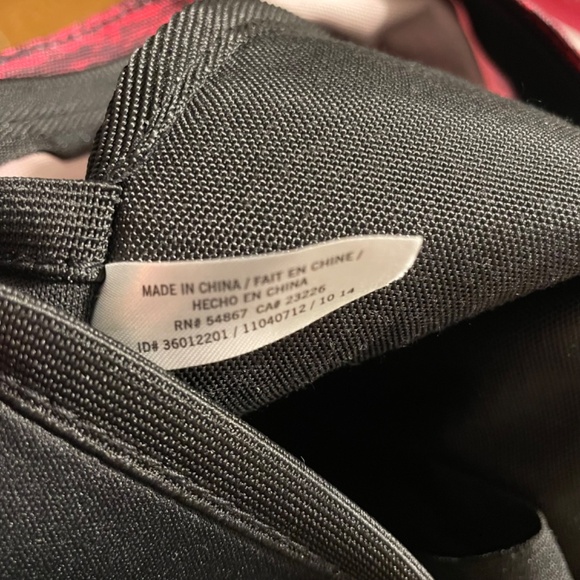 MADE IN CHINA / FAIT EN CHINE /
HECHO EN CHINA
RN# 54867 CA# 23226
ID# 36012201 / 11040712 / 10 14